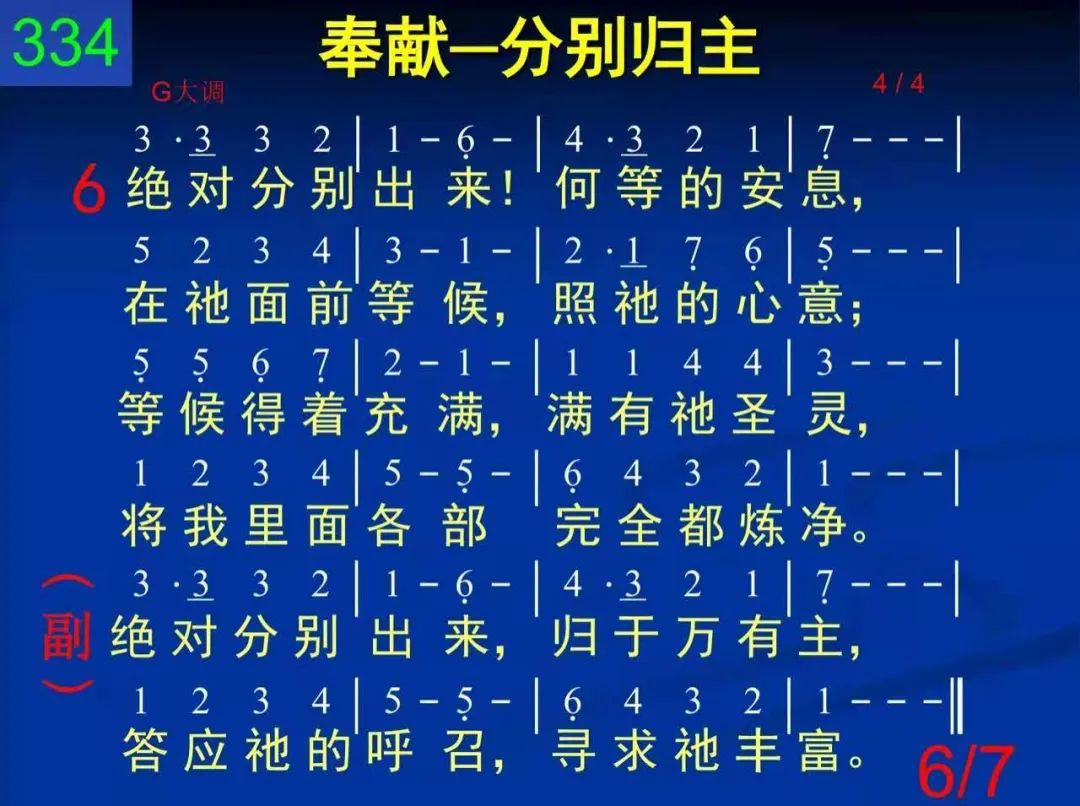 334
奉献—分别归主
G大调
4/4
3 · 3 3 2 | 1 – 6̣ – | 4 · 3 2 1 | 7̣ – – – |
6 绝对分别出来！何等的安息，
5 2 3 4 | 3 – 1 – | 2 · 1 7̣ 6̣ | 5̣ – – – |
在祂面前等候，照祂的心意；
5̣ 5̣ 6̣ 7̣ | 2 – 1 – | 1 1 4 4 | 3 – – – |
等候得着充满，满有祂圣灵，
1 2 3 4 | 5 – 5̣ – | 6̣ 4 3 2 | 1 – – – |
将我里面各部 完全都炼净。
3 · 3 3 2 | 1 – 6̣ – | 4 · 3 2 1 | 7̣ – – – |
（副） 绝对分别出来，归于万有主，
1 2 3 4 | 5 – 5̣ – | 6̣ 4 3 2 | 1 – – – ‖
答应祂的呼召，寻求祂丰富。
6/7